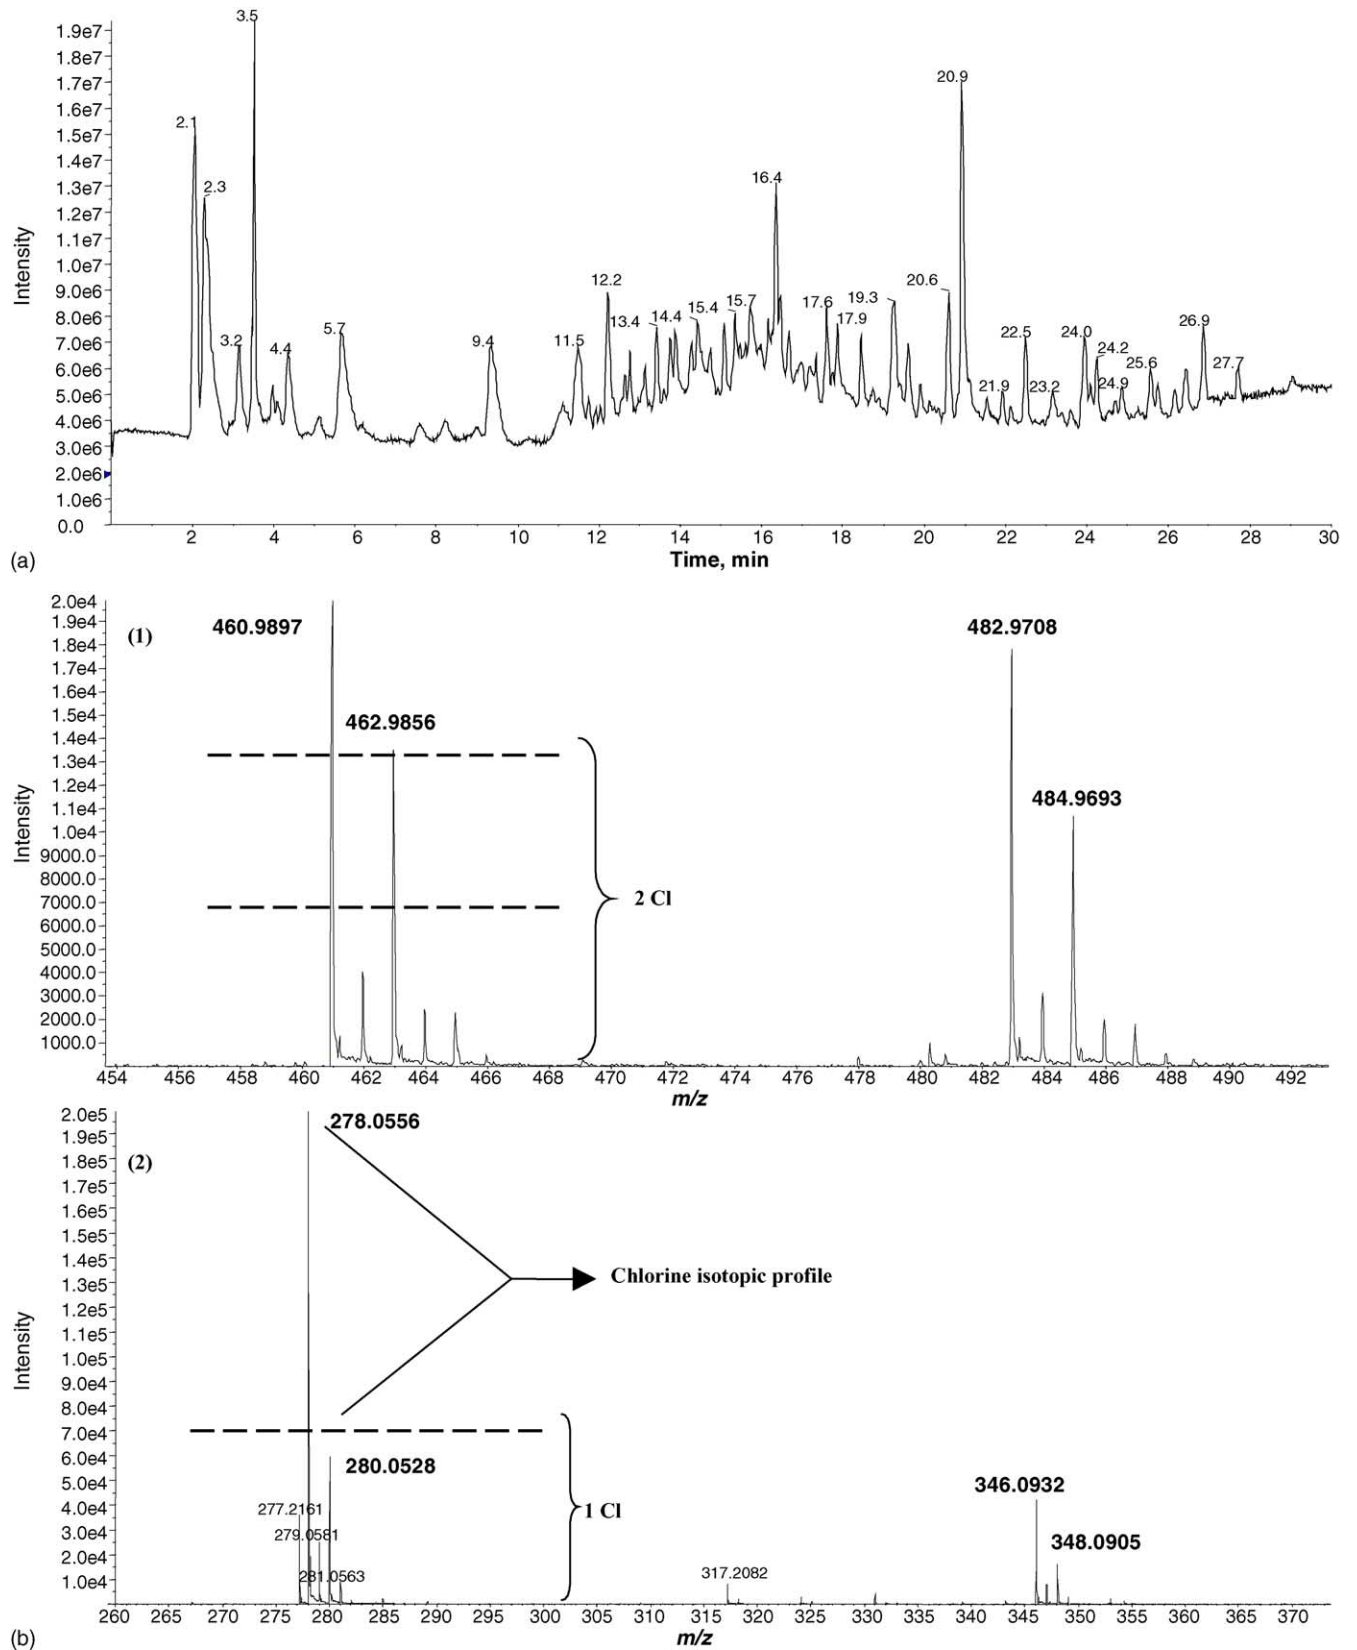 3.5
1.9e7
1.8e7
20.9
1.7e7
1.6e7
2.1
1.5e7
1.4e7
16.4
2.3
1.3e7
1.2e7
1.1e7
1.0e7
12.2
20.6
9.0e6
15.4
15.7
17.6
19.3
8.0e6
13.4
14.4
17.9
5.7
26.9
7.0e6
3.2
4.4
9.4
11.5
22.5
24.0
24.2
6.0e6
25.6
27.7
5.0e6
21.9
23.2
24.9
4.0e6
3.0e6
2.0e6
1.0e6
0.0
Intensity
2 4 6 8 10 12 14 16 18 20 22 24 26 28 30
(a)
Time, min
2.0e4
1.9e4
(1)
460.9897
482.9708
1.8e4
1.7e4
1.6e4
1.5e4
462.9856
1.4e4
1.3e4
1.2e4
484.9693
1.1e4
1.0e4
9000.0
8000.0
2 Cl
7000.0
6000.0
5000.0
4000.0
3000.0
2000.0
1000.0
Intensity
454 456 458 460 462 464 466 468 470 472 474 476 478 480 482 484 486 488 490 492
m/z
2.0e5
278.0556
1.9e5
(2)
1.8e5
1.7e5
1.6e5
1.5e5
1.4e5
1.3e5
Chlorine isotopic profile
1.2e5
1.1e5
1.0e5
9.0e4
8.0e4
7.0e4
6.0e4
280.0528
5.0e4
346.0932
4.0e4
277.2161
1 Cl
3.0e4
279.0581
348.0905
2.0e4
281.0563
317.2082
1.0e4
Intensity
260 265 270 275 280 285 290 295 300 305 310 315 320 325 330 335 340 345 350 355 360 365 370
(b)
m/z